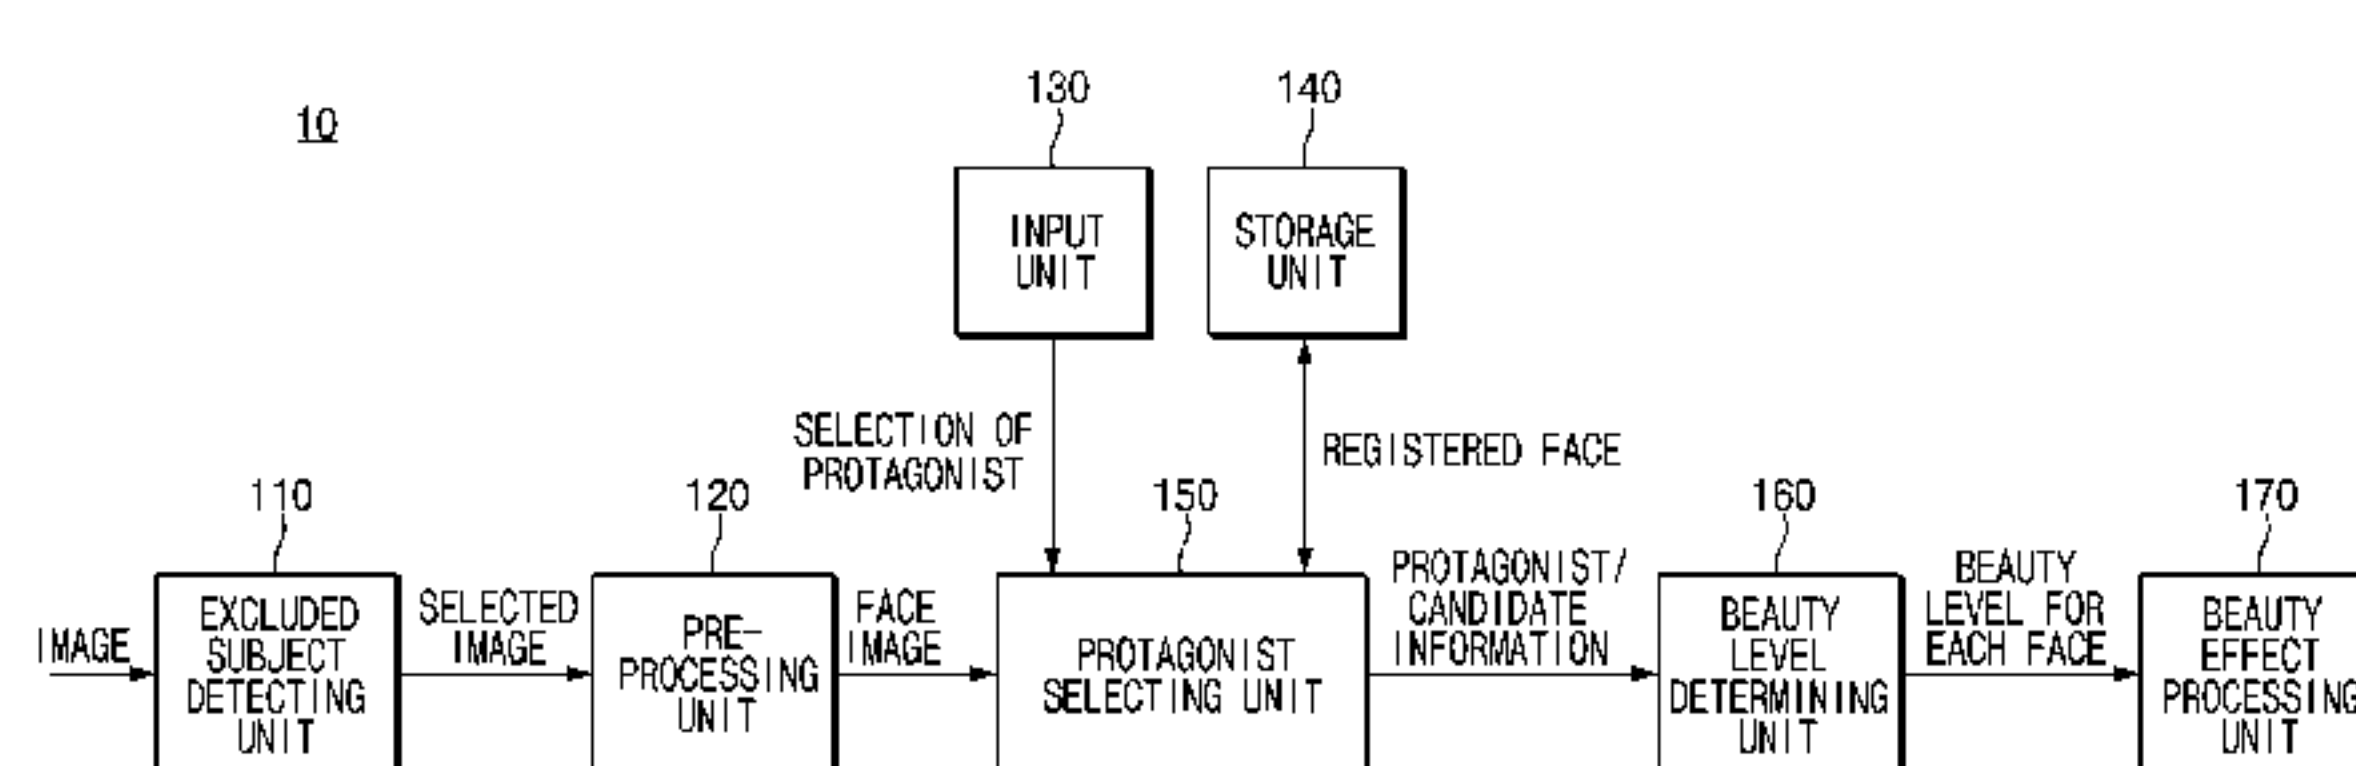 10
130
140
INPUT
UNIT
STORAGE
UNIT
SELECTION OF
PROTAGONIST
REGISTERED FACE
110
120
150
160
170
IMAGE
EXCLUDED
SUBJECT
DETECTING
UNIT
SELECTED
IMAGE
PRE-
PROCESSING
UNIT
FACE
IMAGE
PROTAGONIST
SELECTING UNIT
PROTAGONIST/
CANDIDATE
INFORMATION
BEAUTY
LEVEL
DETERMINING
UNIT
BEAUTY
LEVEL FOR
EACH FACE
BEAUTY
EFFECT
PROCESSING
UNIT